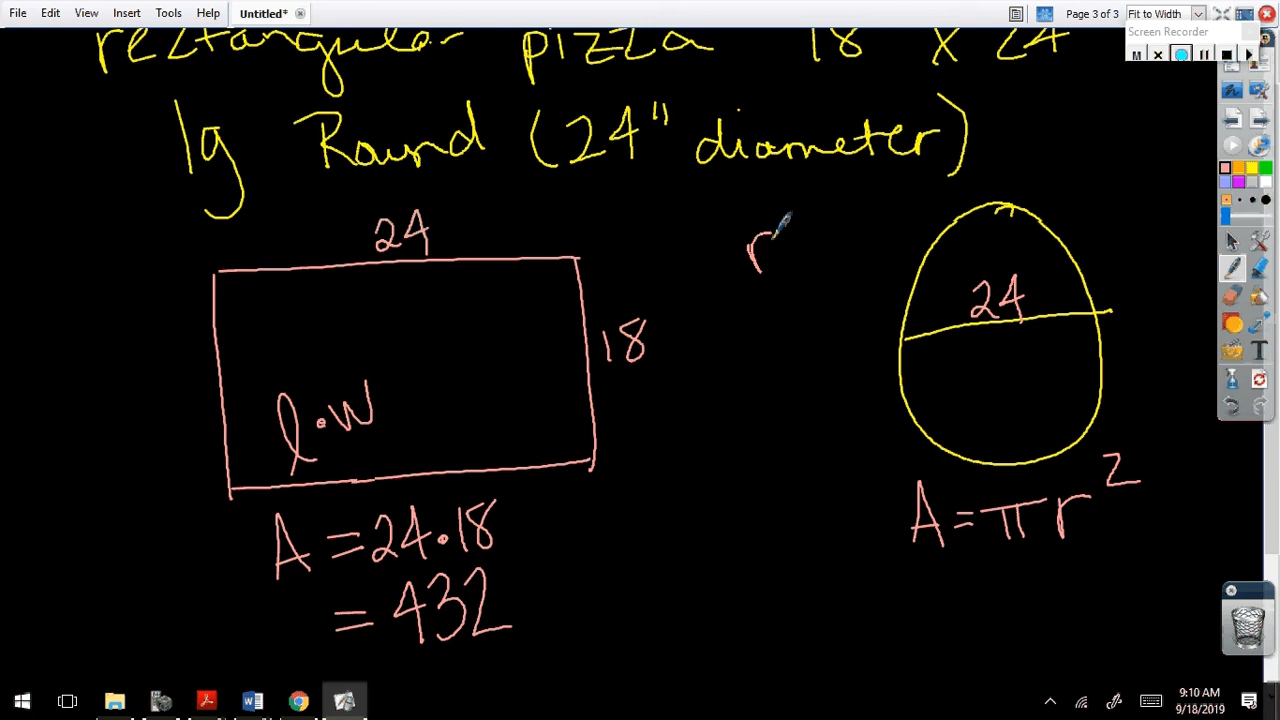 File Edit View Insert Tools Help Untitled* Page 3 of 3 Fit to Width
Screen Recorder
M
rectangular pizza 18 x 24
lg Round (24" diameter)
24
18
l·w
A = 24·18
= 432
r
24
A = πr²
T
W
9:10 AM
9/18/2019